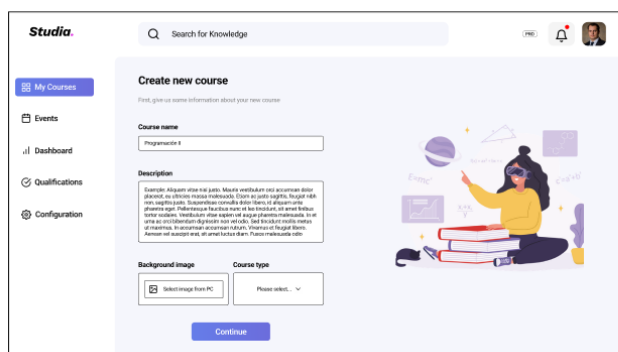 Studia.
Search for Knowledge
PRO
My Courses
Events
Dashboard
Qualifications
Configuration
Create new course
First, give us some information about your new course
Course name
Programación II
Description
Example: Aliquam vitae nisi justo. Mauris vestibulum orci accumsan dolor
placerat, eu ultricies massa malesuada. Etiam ac justo sagittis, feugiat nibh
non, sagittis justo. Suspendisse convallis dolor libero, id aliquam ante
pharetra eget. Pellentesque faucibus nunc et leo tincidunt, sit amet finibus
tortor sodales. Vestibulum vitae sapien vel augue pharetra malesuada. In et
urna ac orci bibendum dignissim non vel odio. Sed tincidunt mollis metus
ut maximus. In accumsan accumsan rutrum. Vivamus et feugiat libero.
Aenean vel suscipit erat, sit amet luctus diam. Fusce malesuada odio
Background image
Course type
Select image from PC
Please select...
Continue